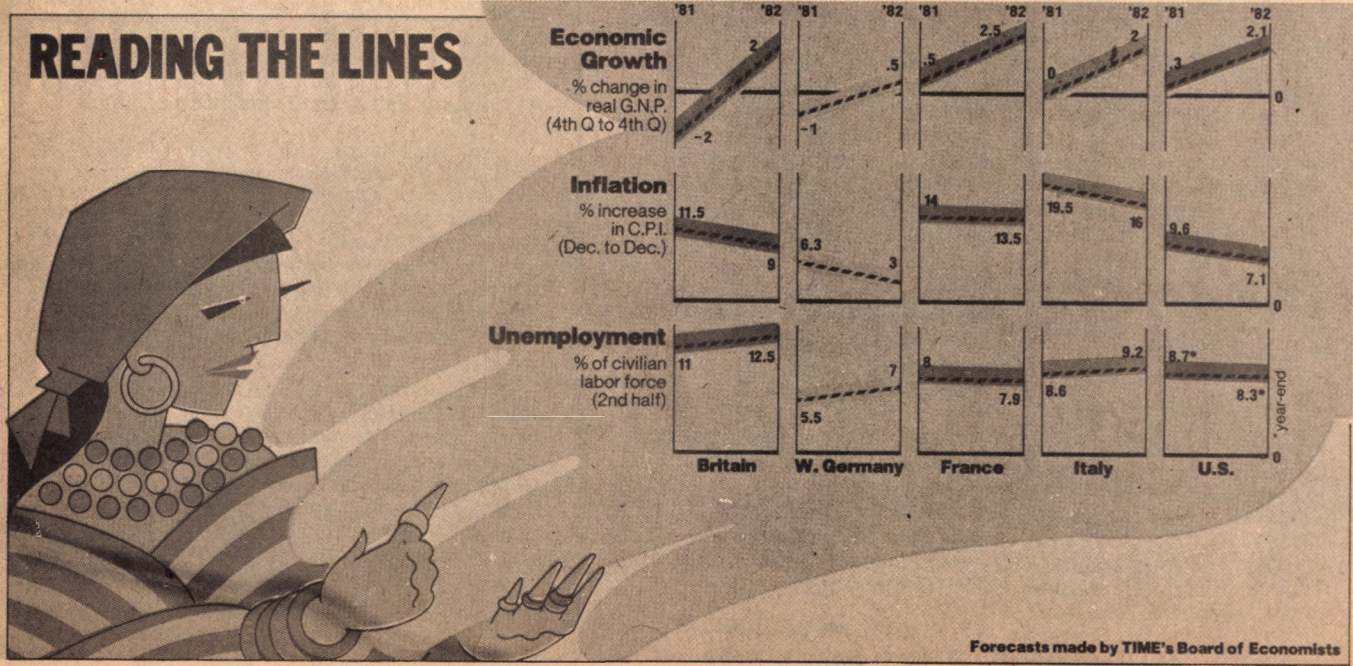 READING THE LINES
'81 '82 '81 '82 '81 '82 '81 '82
Economic
Growth
% change in
real G.N.P.
(4th Q to 4th Q)
2
-2
.5
-1
.5
2.5
0
2
.3
2.1
0
Inflation
% increase
in C.P.I.
(Dec. to Dec.)
11.5
9
6.3
3
14
13.5
19.5
16
9.6
7.1
0
Unemployment
% of civilian
labor force
(2nd half)
11
12.5
5.5
7
8
7.9
8.6
9.2
8.7*
8.3*
*year-end
0
Britain W. Germany France Italy U.S.
Forecasts made by TIME's Board of Economists